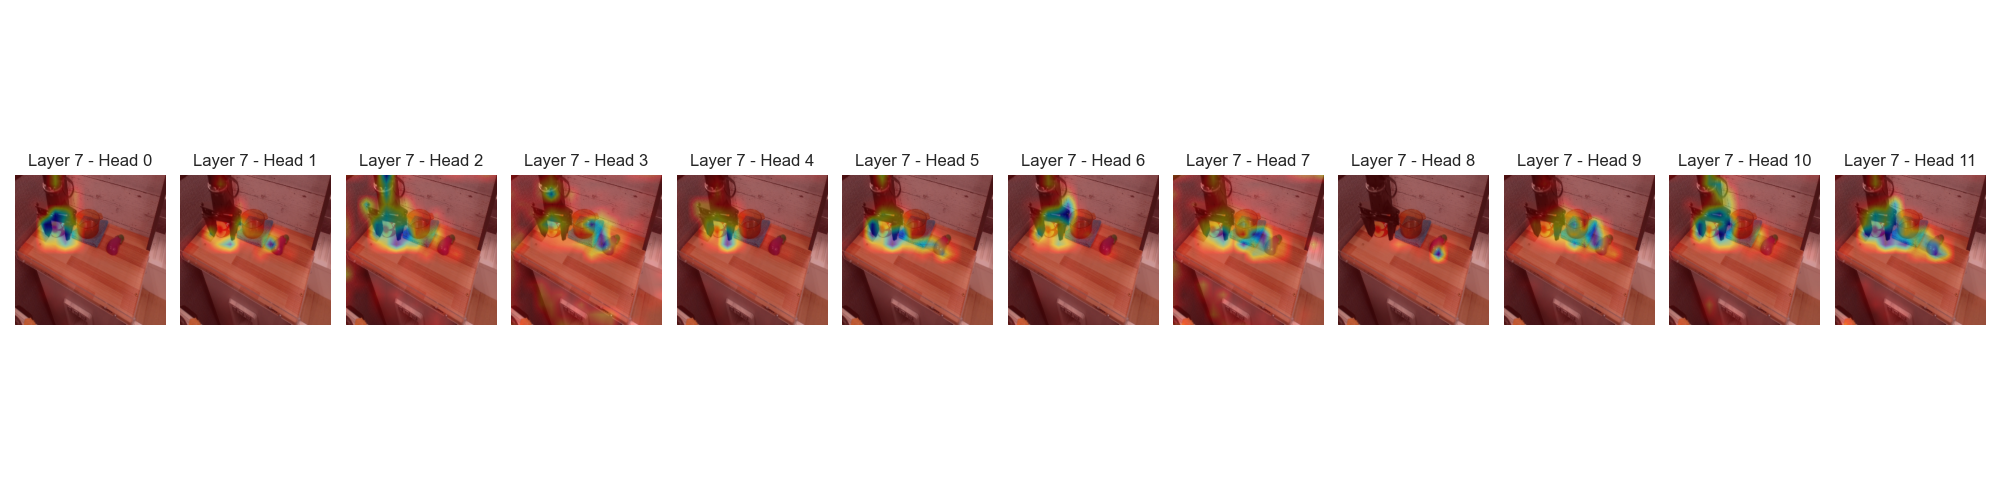 Layer 7 - Head 0
Layer 7 - Head 1
Layer 7 - Head 2
Layer 7 - Head 3
Layer 7 - Head 4
Layer 7 - Head 5
Layer 7 - Head 6
Layer 7 - Head 7
Layer 7 - Head 8
Layer 7 - Head 9
Layer 7 - Head 10
Layer 7 - Head 11